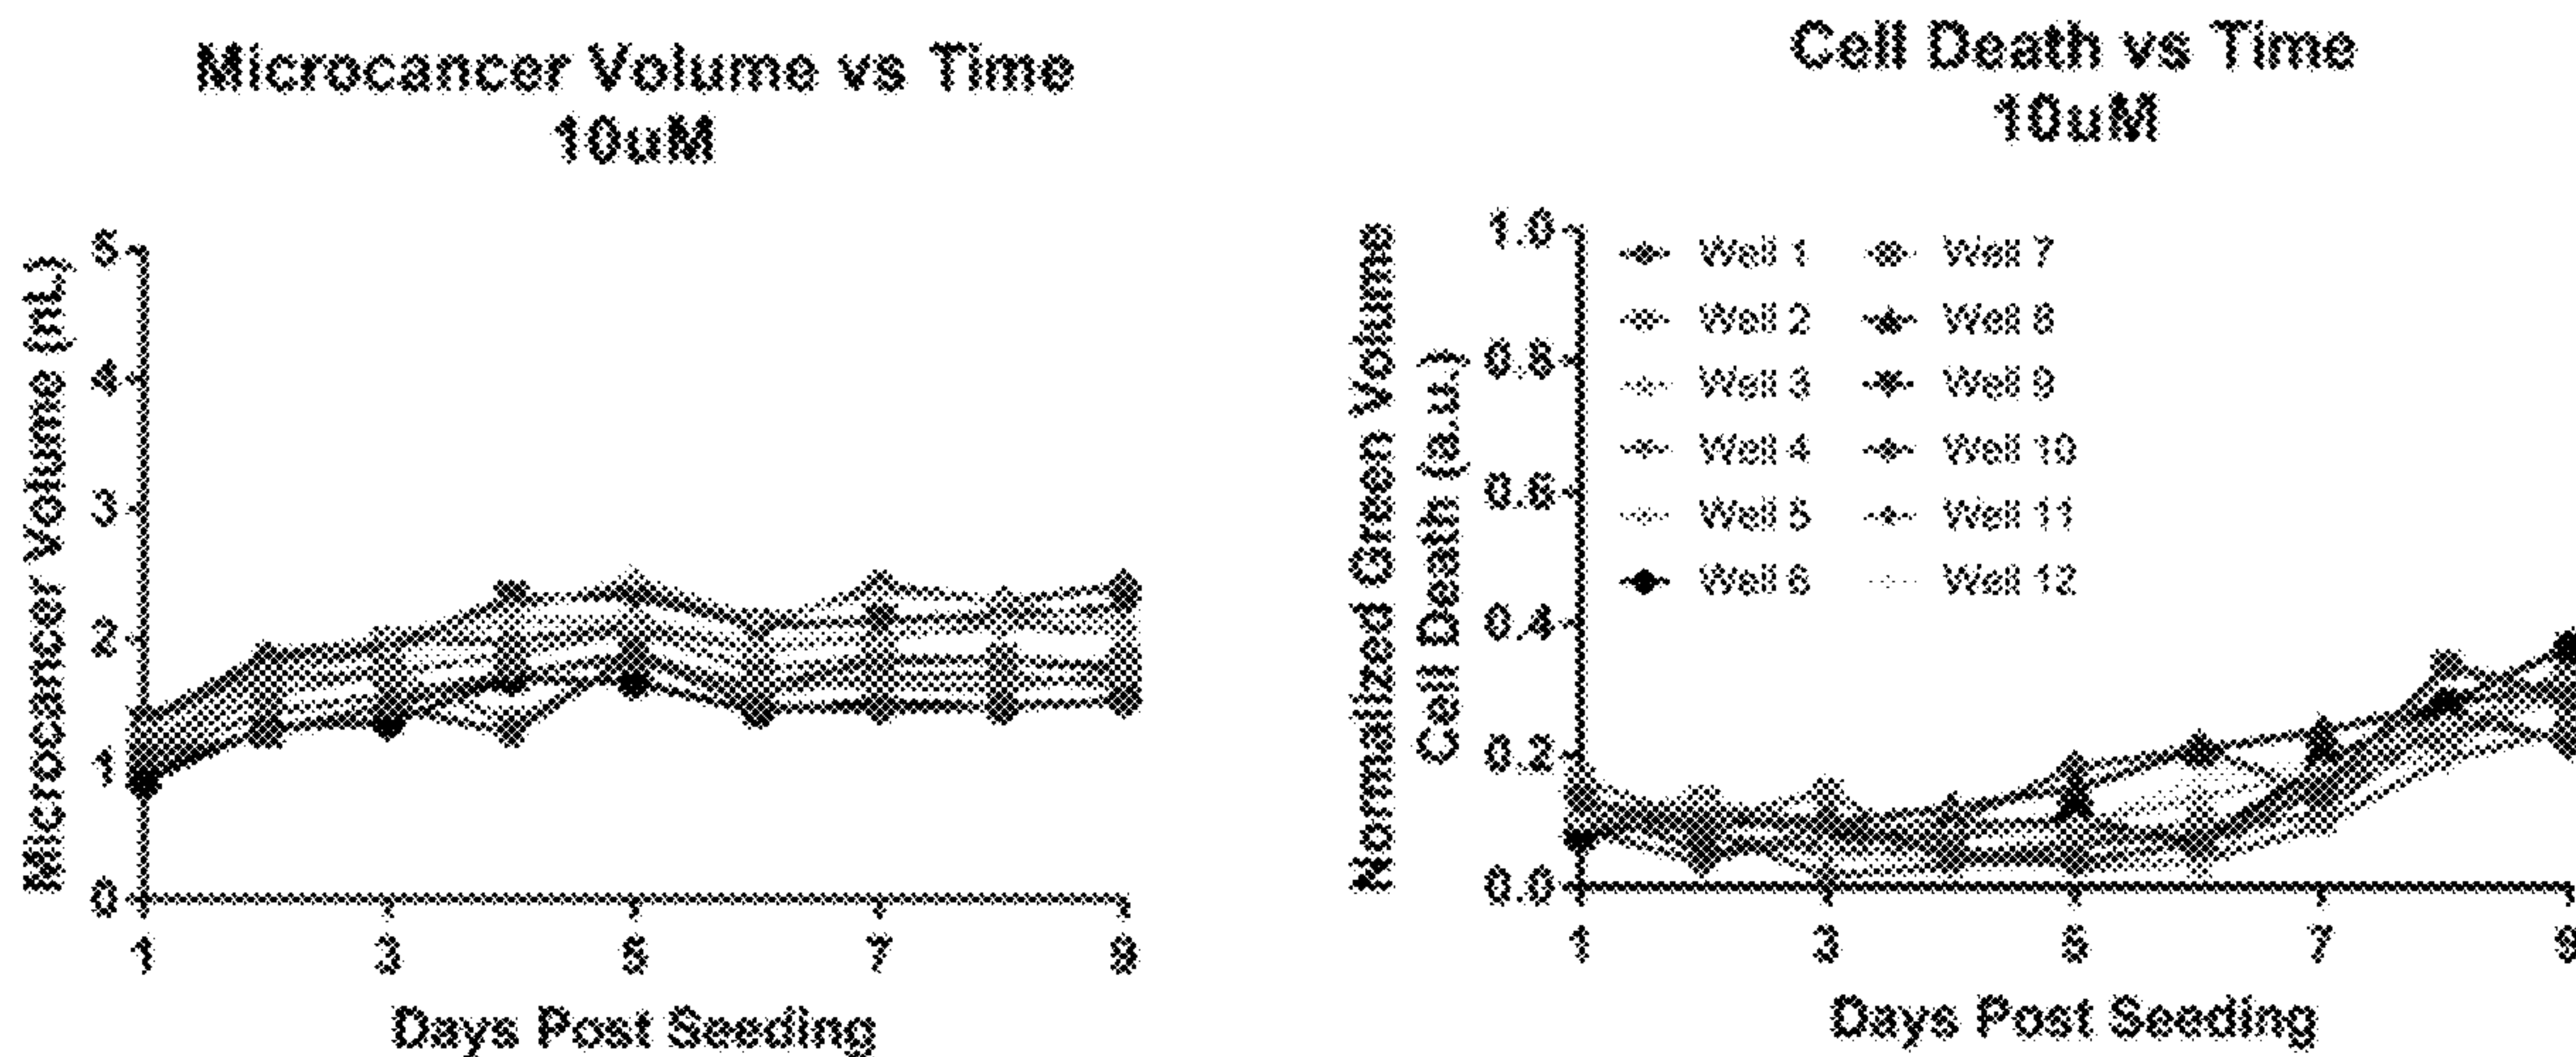 Microcancer Volume vs Time
10uM
Microcancer Volume (nL)
5
4
3
2
1
0
1 3 5 7 9
Days Post Seeding
Cell Death vs Time
10uM
Normalized Green Volume
Cell Death (a.u.)
1.0
0.8
0.6
0.4
0.2
0.0
Well 1 Well 7
Well 2 Well 8
Well 3 Well 9
Well 4 Well 10
Well 5 Well 11
Well 6 Well 12
1 3 5 7 9
Days Post Seeding